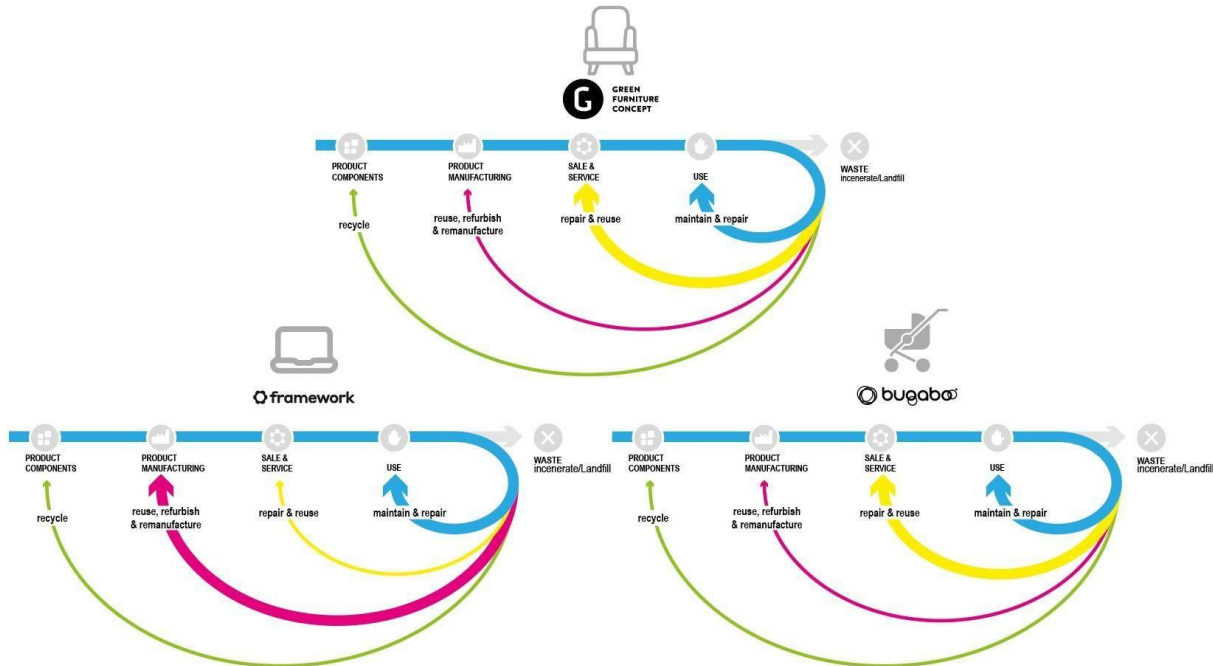 G
GREEN
FURNITURE
CONCEPT
PRODUCT
COMPONENTS
PRODUCT
MANUFACTURING
SALE &
SERVICE
USE
WASTE
incenerate/Landfill
recycle
reuse, refurbish
& remanufacture
repair & reuse
maintain & repair
framework
PRODUCT
COMPONENTS
PRODUCT
MANUFACTURING
SALE &
SERVICE
USE
WASTE
incenerate/Landfill
recycle
reuse, refurbish
& remanufacture
repair & reuse
maintain & repair
bugaboo
PRODUCT
COMPONENTS
PRODUCT
MANUFACTURING
SALE &
SERVICE
USE
WASTE
incenerate/Landfill
recycle
reuse, refurbish
& remanufacture
repair & reuse
maintain & repair